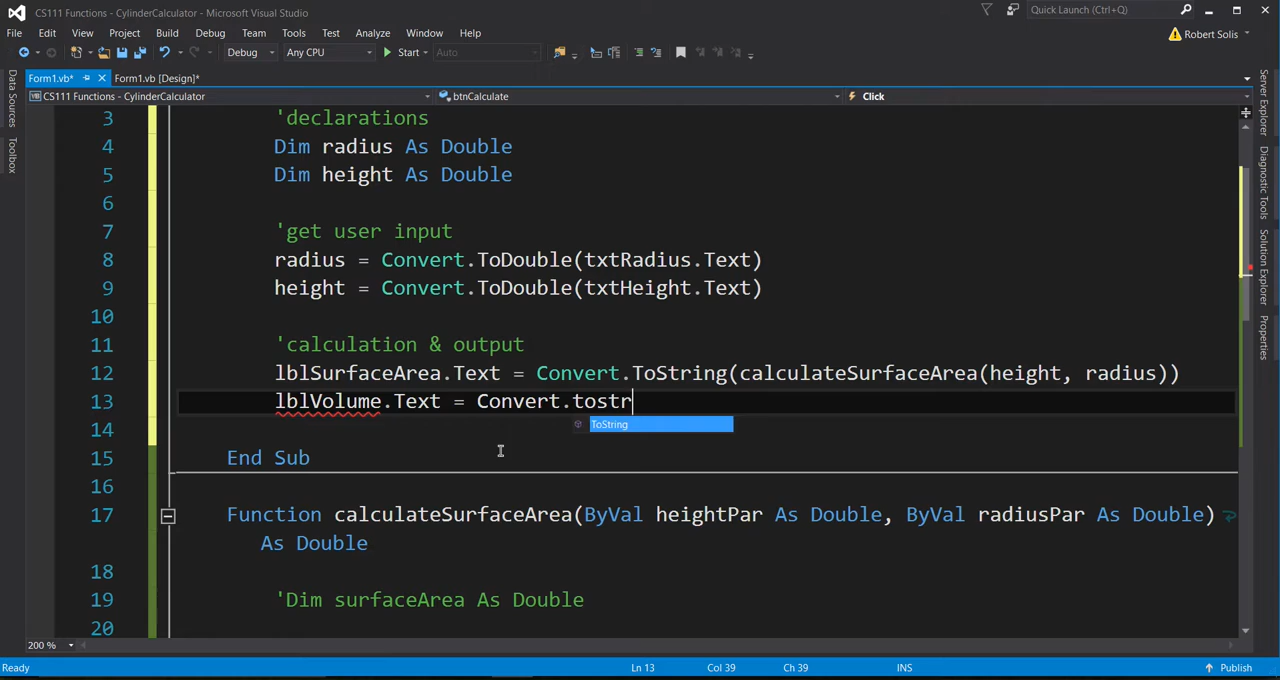 CS111 Functions - CylinderCalculator - Microsoft Visual Studio
Quick Launch (Ctrl+Q)
File Edit View Project Build Debug Team Tools Test Analyze Window Help
Robert Solis
Debug Any CPU Start Auto
Form1.vb* Form1.vb [Design]*
CS111 Functions - CylinderCalculator btnCalculate Click
3 'declarations
4 Dim radius As Double
5 Dim height As Double
6
7 'get user input
8 radius = Convert.ToDouble(txtRadius.Text)
9 height = Convert.ToDouble(txtHeight.Text)
10
11 'calculation & output
12 lblSurfaceArea.Text = Convert.ToString(calculateSurfaceArea(height, radius))
13 lblVolume.Text = Convert.tostr
ToString
14
15 End Sub
16
17 Function calculateSurfaceArea(ByVal heightPar As Double, ByVal radiusPar As Double)
As Double
18
19 'Dim surfaceArea As Double
20
200 %
Ready Ln 13 Col 39 Ch 39 INS Publish
Data Sources
Toolbox
Server Explorer
Diagnostic Tools
Solution Explorer
Properties